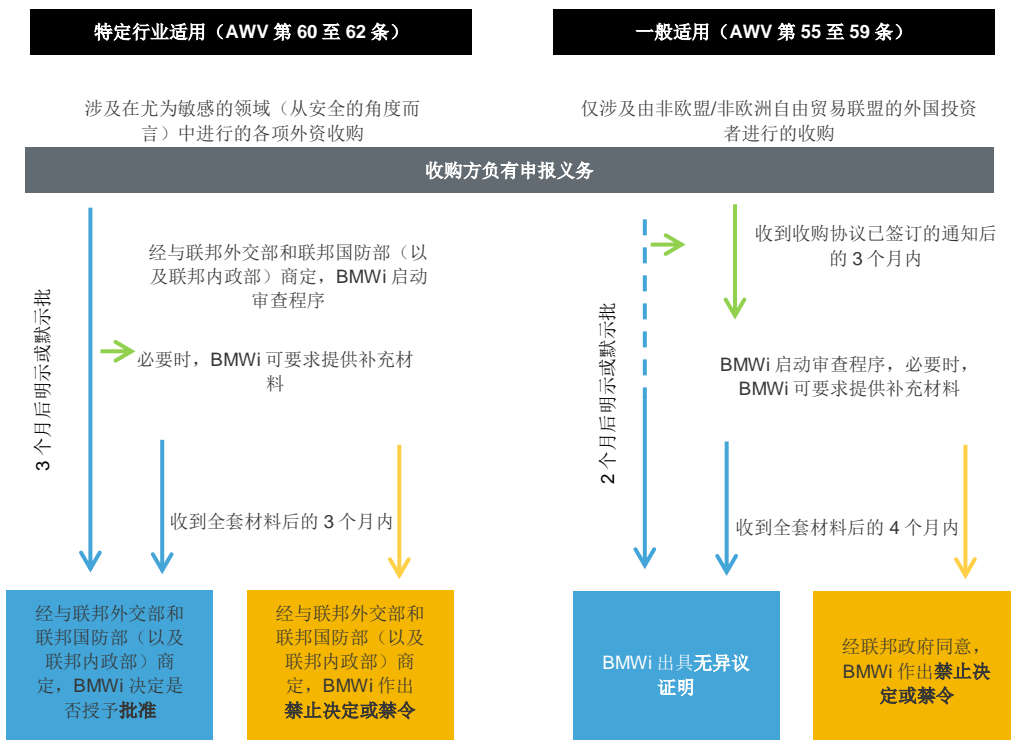 特定行业适用（AWV 第 60 至 62 条）
涉及在尤为敏感的领域（从安全的角度而
言）中进行的各项外资收购
一般适用（AWV 第 55 至 59 条）
仅涉及由非欧盟/非欧洲自由贸易联盟的外国投资
者进行的收购
收购方负有申报义务
3 个月后明示或默示批
经与联邦外交部和联邦国防部（以
及联邦内政部）商定，BMWi 启动
审查程序
必要时，BMWi 可要求提供补充材
料
收到全套材料后的 3 个月内
经与联邦外交部和
联邦国防部（以及
联邦内政部）商
定，BMWi 决定是
否授予批准
经与联邦外交部和
联邦国防部（以及
联邦内政部）商
定，BMWi 作出
禁止决定或禁令
2 个月后明示或默示批
收到收购协议已签订的通知后
的 3 个月内
BMWi 启动审查程序，必要时，
BMWi 可要求提供补充材料
收到全套材料后的 4 个月内
BMWi 出具无异议
证明
经联邦政府同意，
BMWi 作出禁止决
定或禁令